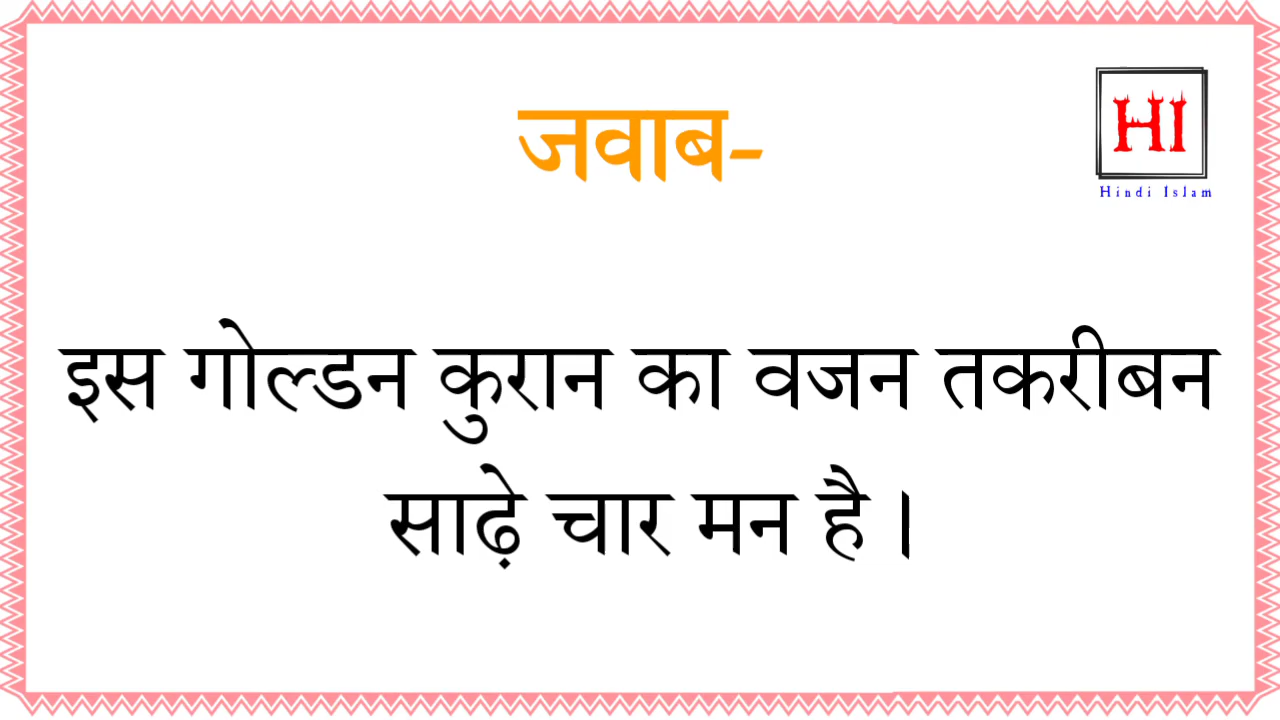 जवाब-
HI
Hindi Islam
इस गोल्डन कुरान का वजन तकरीबन
साढ़े चार मन है।